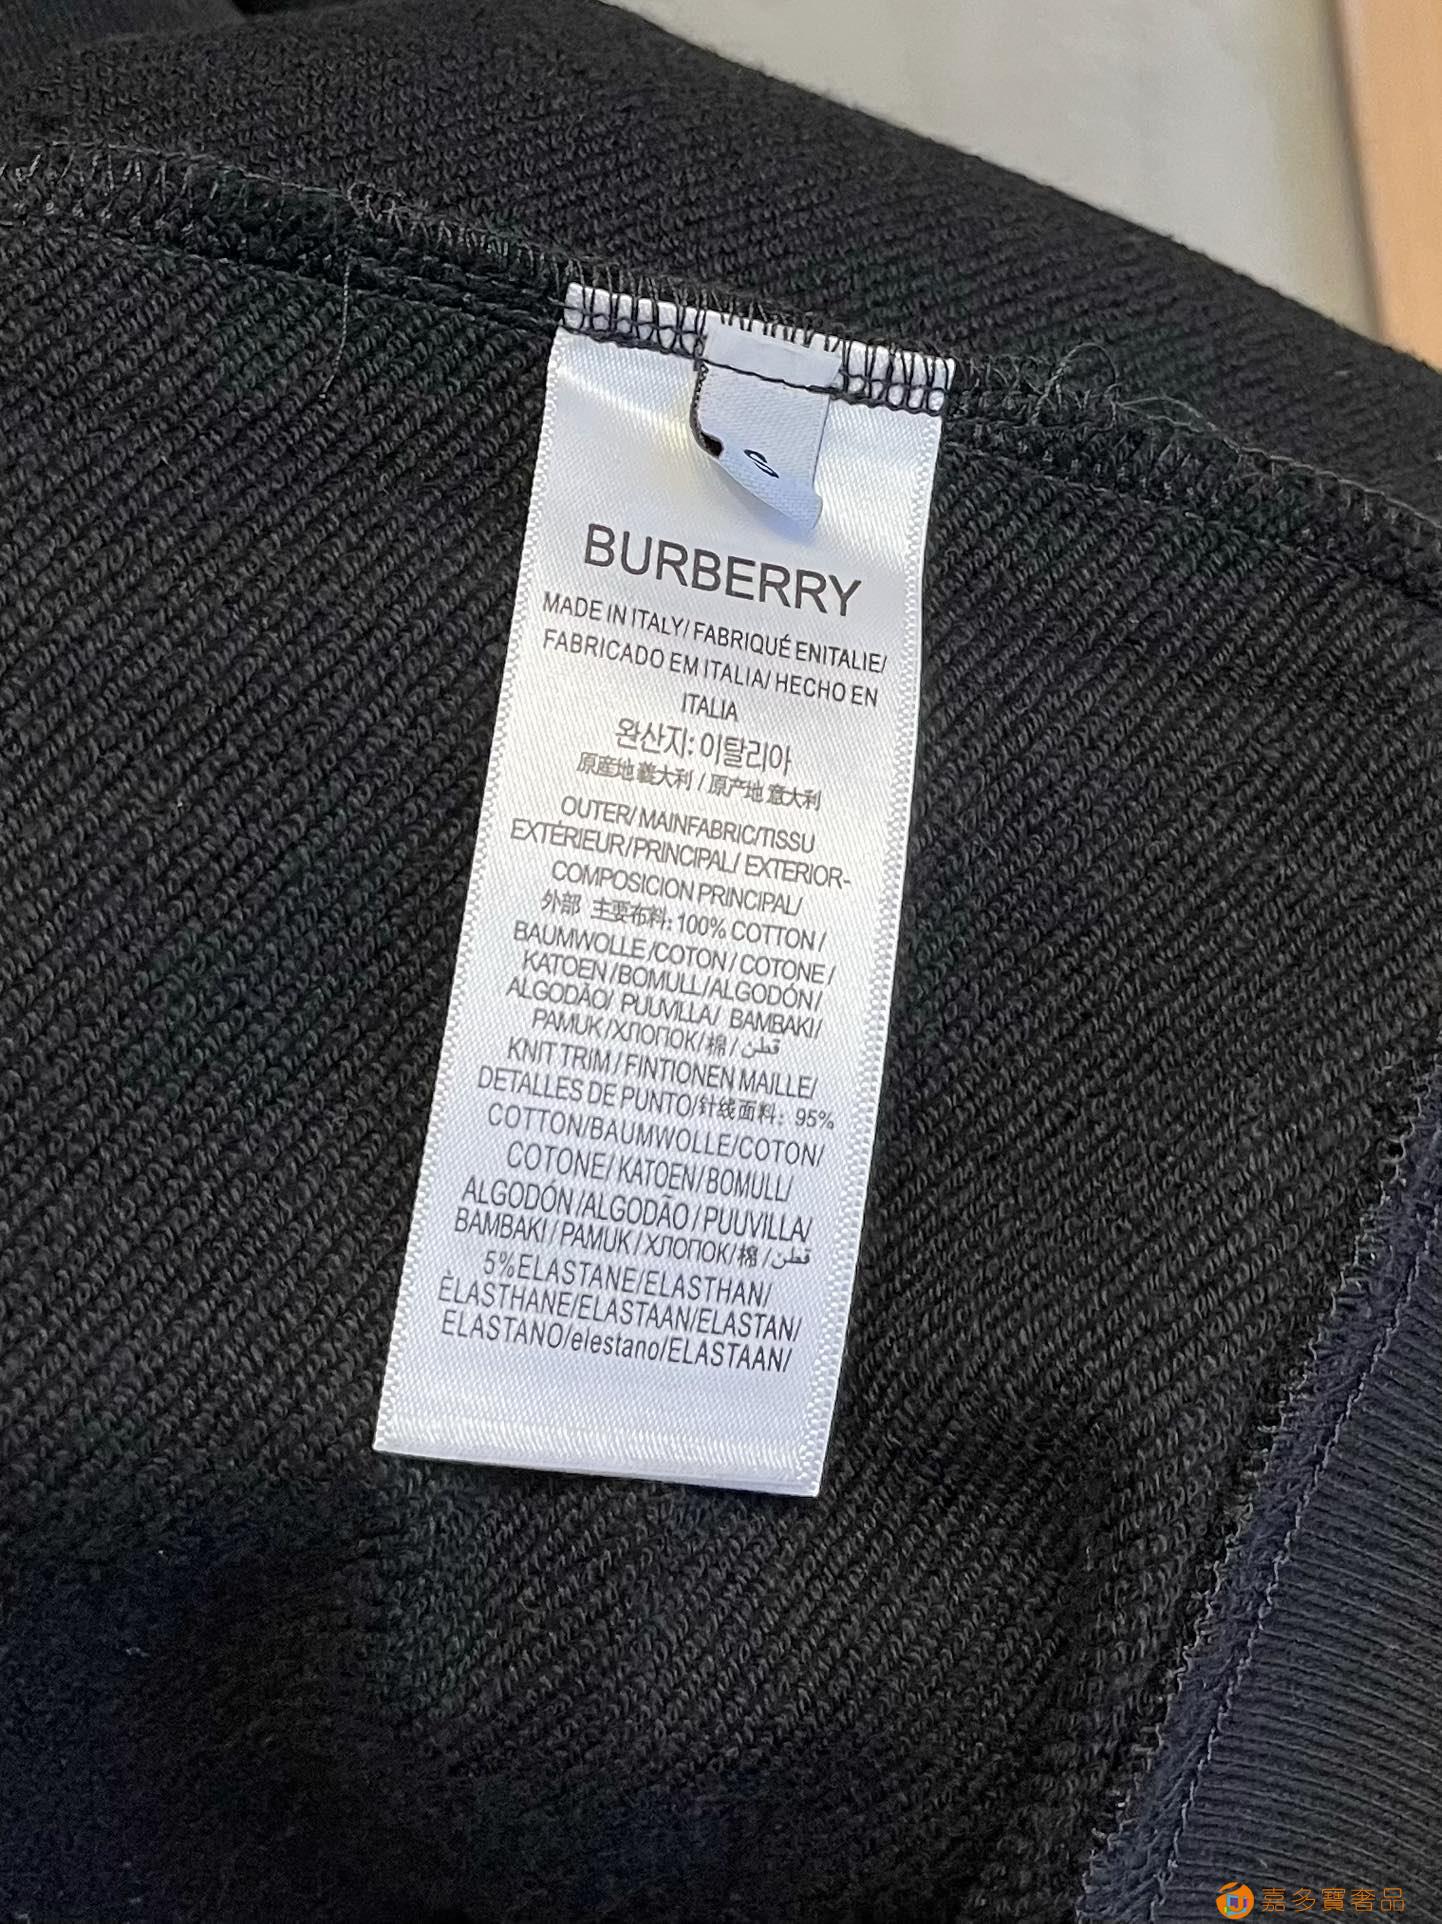 S
BURBERRY
MADE IN ITALY/ FABRIQUÉ ENITALIE/
FABRICADO EM ITALIA/ HECHO EN
ITALIA
완산지: 이탈리아
原産地 義大利 / 原产地 意大利
OUTER/ MAINFABRIC/TISSU
EXTÉRIEUR/PRINCIPAL/ EXTERIOR-
COMPOSICION PRINCIPAL/
外部 主要布料: 100% COTTON /
BAUMWOLLE /COTON / COTONE /
KATOEN /BOMULL/ALGODÓN/
ALGODÃO/ PUUVILLA/ BAMBAKI/
PAMUK / ХЛОПОК/ 棉 / قطن/
KNIT TRIM / FINTIONEN MAILLE/
DETALLES DE PUNTO/针线面料: 95%
COTTON/BAUMWOLLE/COTON/
COTONE/ KATOEN/ BOMULL/
ALGODÓN /ALGODÃO / PUUVILLA/
BAMBAKI / PAMUK / ХЛОПОК/棉 / قطن/
5%ELASTANE/ELASTHAN/
ÉLASTHANE/ELASTAAN/ELASTAN/
ELASTANO/elestano/ELASTAAN/
嘉多寶奢品